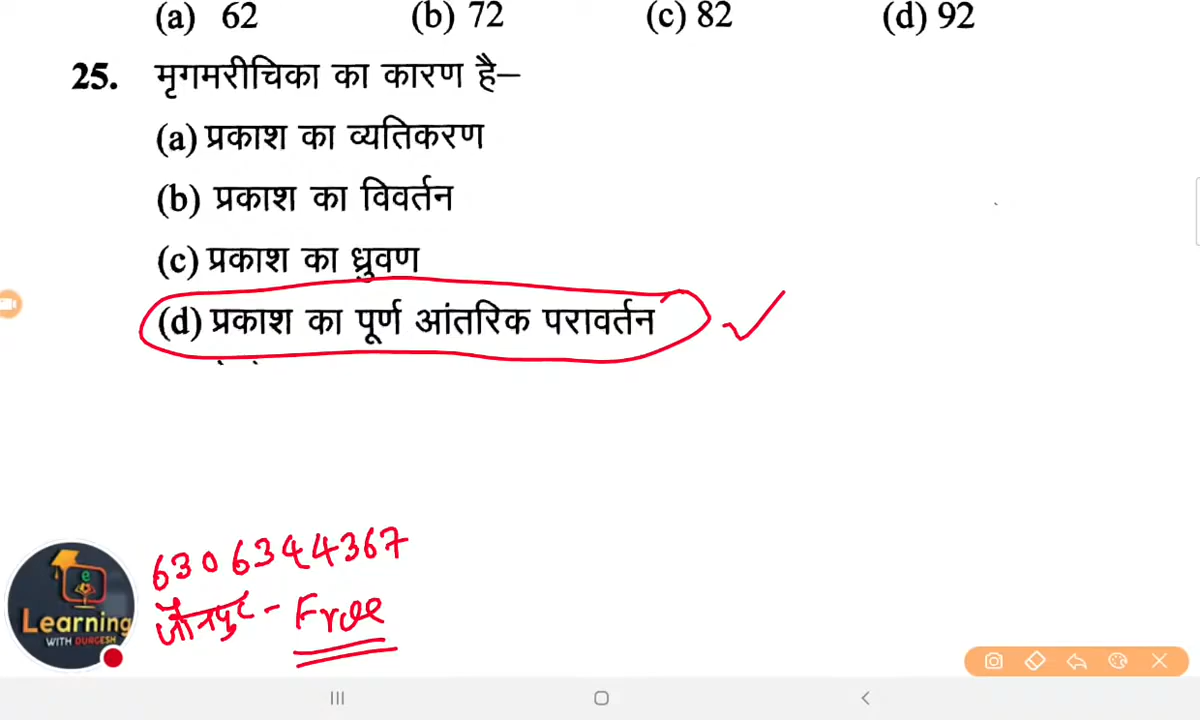 (a) 62 (b) 72 (c) 82 (d) 92
25. मृगमरीचिका का कारण है–
(a) प्रकाश का व्यतिकरण
(b) प्रकाश का विवर्तन
(c) प्रकाश का ध्रुवण
(d) प्रकाश का पूर्ण आंतरिक परावर्तन
6306344367
जौनपुर - Free
e
Learning
WITH DURGESH